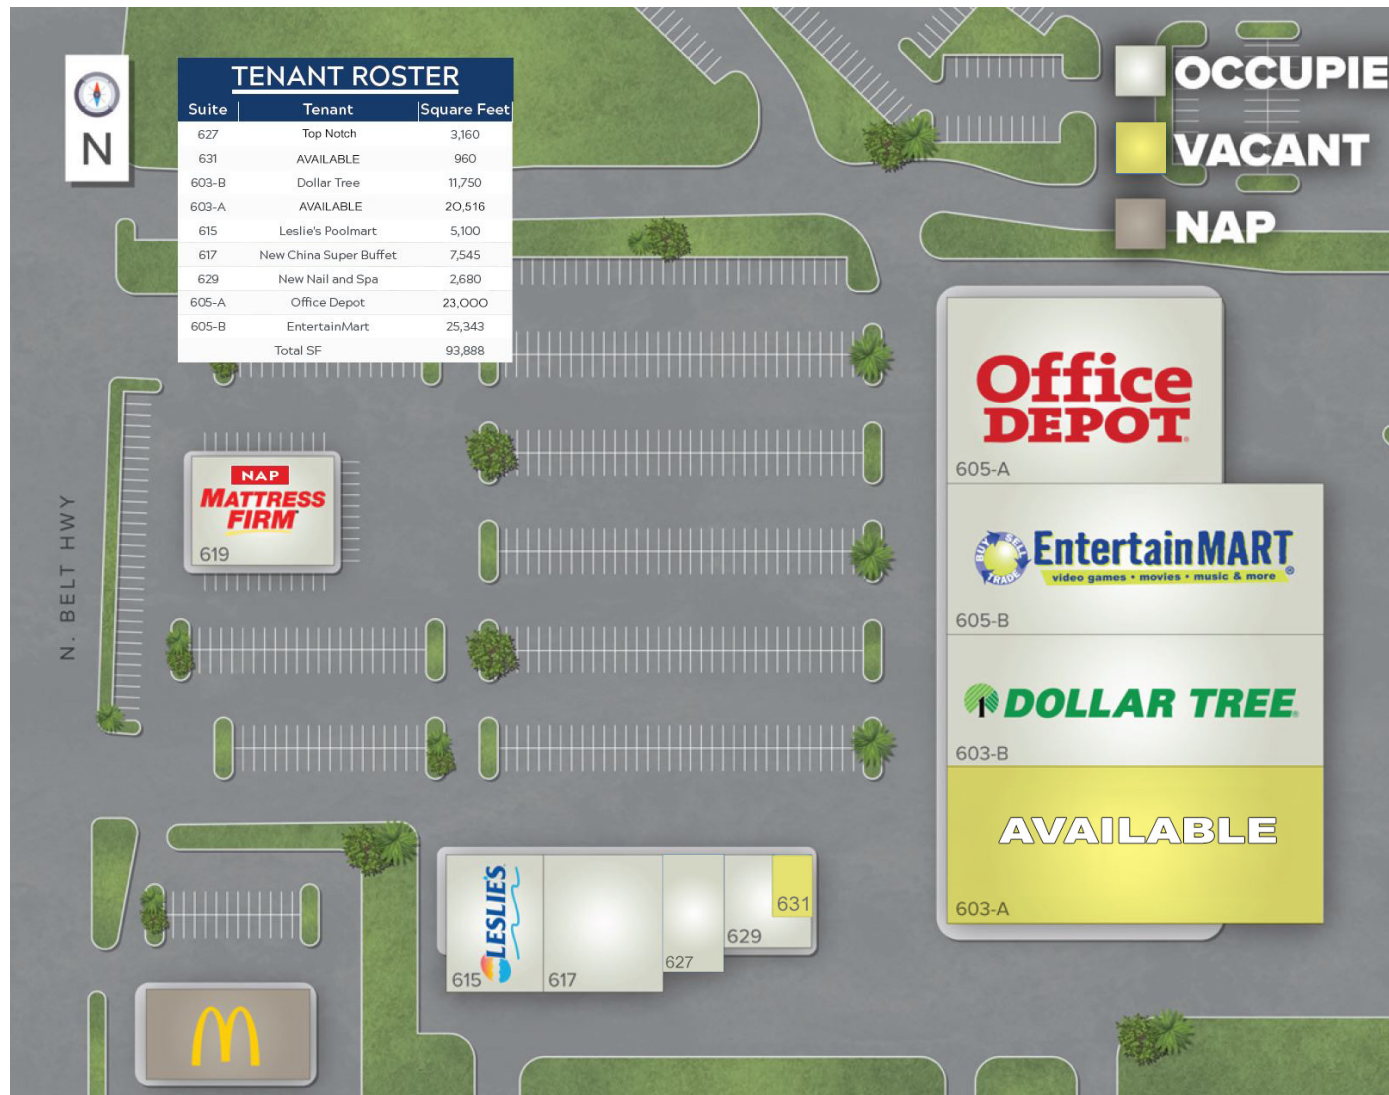 N
TENANT ROSTER
Suite Tenant Square Feet
627 Top Notch 3,160
631 AVAILABLE 960
603-B Dollar Tree 11,750
603-A AVAILABLE 20,516
615 Leslie's Poolmart 5,100
617 New China Super Buffet 7,545
629 New Nail and Spa 2,680
605-A Office Depot 23,000
605-B EntertainMart 25,343
Total SF 93,888
OCCUPIE
VACANT
NAP
Office
DEPOT
605-A
BUY SELL TRADE
EntertainMART®
video games • movies • music & more
605-B
DOLLAR TREE
603-B
AVAILABLE
603-A
NAP
MATTRESS
FIRM
619
N. BELT HWY
LESLIE'S
615
617
627
629
631